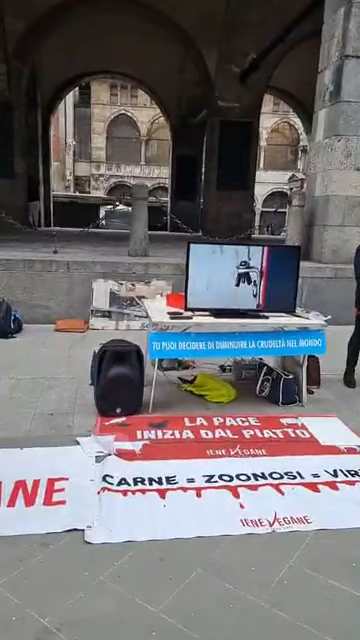 TU PUOI DECIDERE DI DIMINUIRE LA CRUDELTÀ NEL MONDO
LA PACE
INIZIA DAL PIATTO
IENE VEGANE
CARNE = ZOONOSI = VIR
ANE
IENE VEGANE